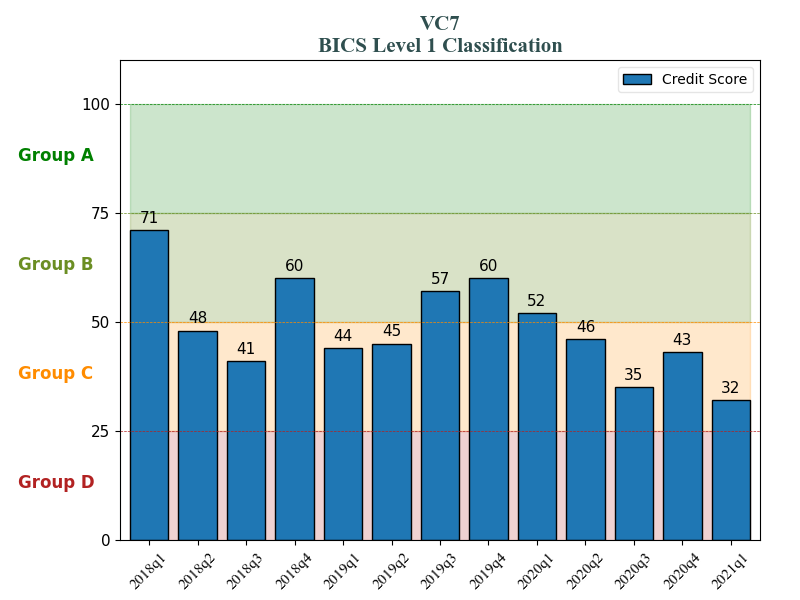 VC7
BICS Level 1 Classification
Credit Score
100
Group A
75
71
Group B
60
57
60
52
50
48
46
44
45
43
41
Group C
35
32
25
Group D
0
2018q1
2018q2
2018q3
2018q4
2019q1
2019q2
2019q3
2019q4
2020q1
2020q2
2020q3
2020q4
2021q1